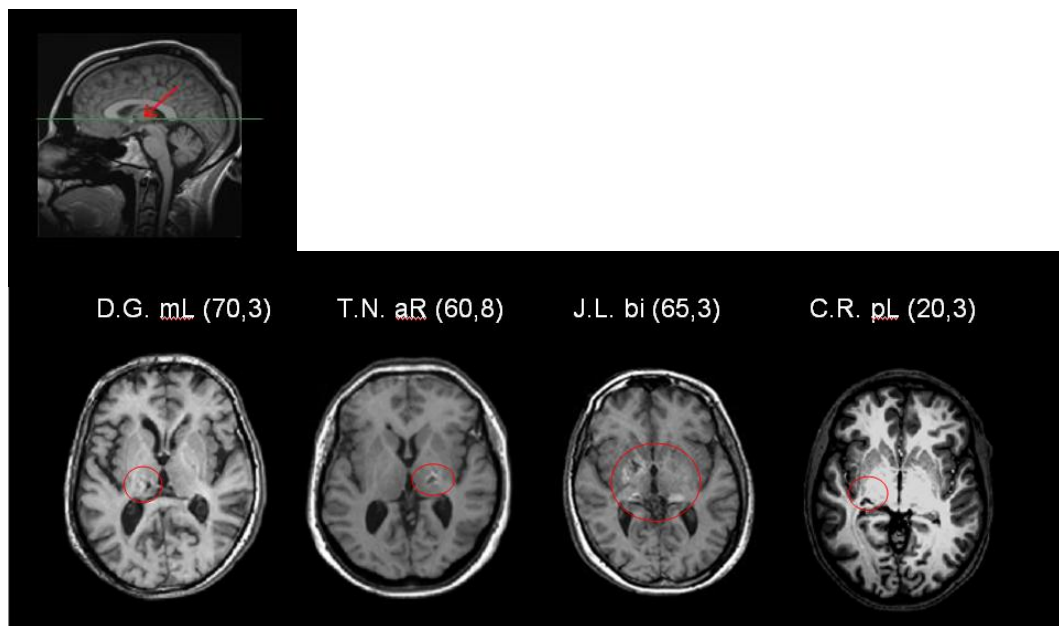 D.G. mL (70,3)
T.N. aR (60,8)
J.L. bi (65,3)
C.R. pL (20,3)